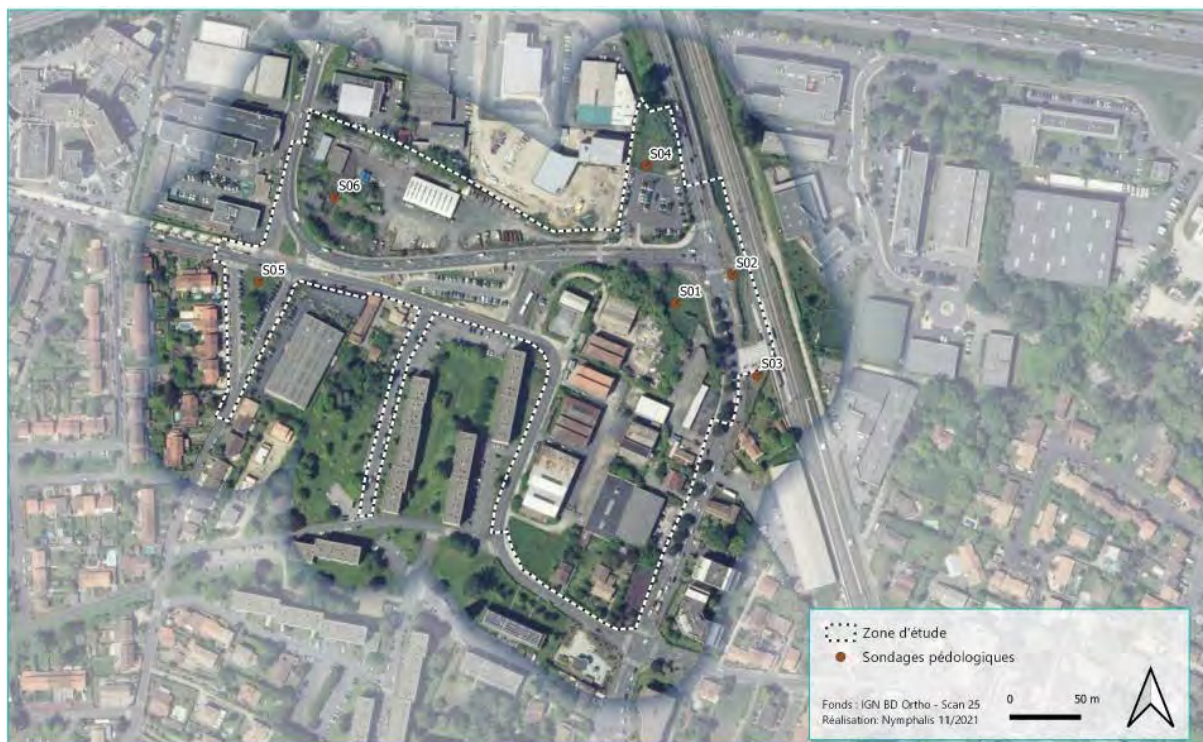 S04
S06
S02
S05
S01
S03
Zone d'étude
Sondages pédologiques
Fonds : IGN BD Ortho - Scan 25
Réalisation: Nymphalis 11/2021
0 50 m